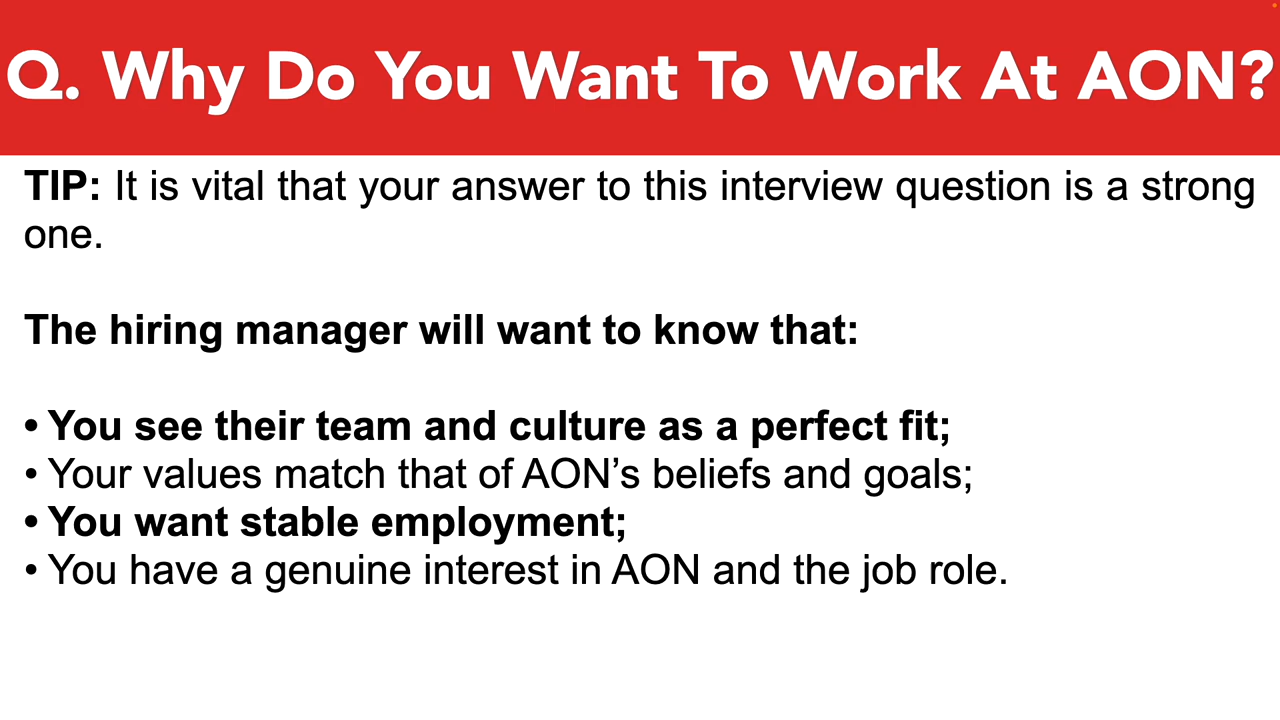 Q. Why Do You Want To Work At AON?
TIP: It is vital that your answer to this interview question is a strong
one.
The hiring manager will want to know that:
• You see their team and culture as a perfect fit;
• Your values match that of AON’s beliefs and goals;
• You want stable employment;
• You have a genuine interest in AON and the job role.